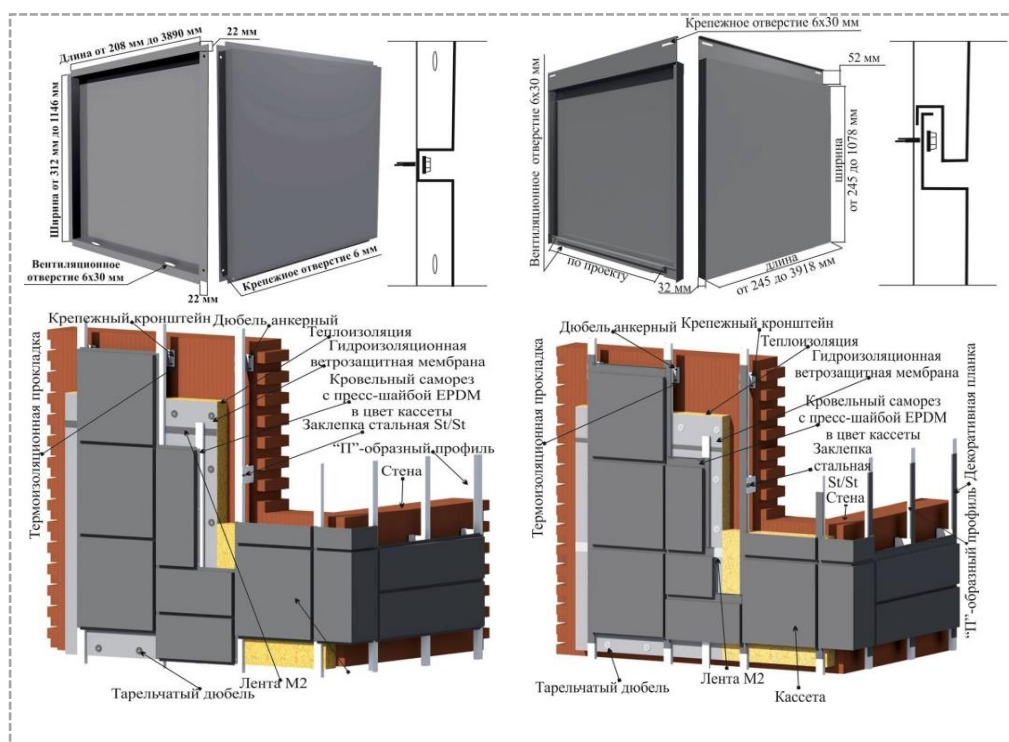 Длина от 208 мм до 3890 мм
22 мм
Ширина от 312 мм до 1146 мм
Вентиляционное
отверстие 6х30 мм
22 мм
Крепежное отверстие 6 мм
Крепежное отверстие 6х30 мм
52 мм
Вентиляционное отверстие 6х30 мм
ширина
от 245 до 1078 мм
по проекту
32 мм
длина
от 245 до 3918 мм
Крепежный кронштейн
Дюбель анкерный
Теплоизоляция
Гидроизоляционная
ветрозащитная мембрана
Кровельный саморез
с пресс-шайбой EPDM
в цвет кассеты
Заклепка стальная St/St
“П”-образный профиль
Стена
Термоизоляционная прокладка
Лента М2
Тарельчатый дюбель
Дюбель анкерный
Крепежный кронштейн
Теплоизоляция
Гидроизоляционная
ветрозащитная мембрана
Кровельный саморез
с пресс-шайбой EPDM
в цвет кассеты
Заклепка
стальная
St/St
Стена
Термоизоляционная прокладка
“П”-образный профиль
Декоративная планка
Лента М2
Тарельчатый дюбель
Кассета